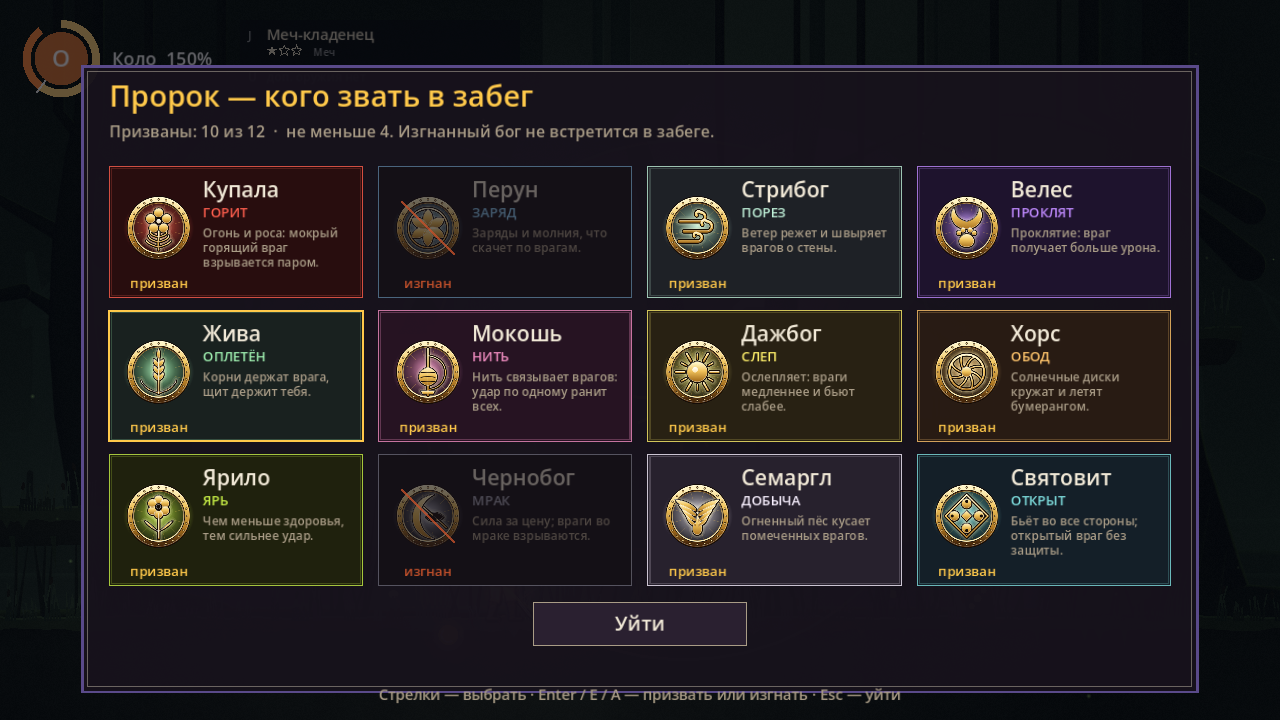 J Меч-кладенец
★☆☆ Меч
О Коло 150%
Пророк — кого звать в забег
Призваны: 10 из 12 · не меньше 4. Изгнанный бог не встретится в забеге.
Купала
ГОРИТ
Огонь и роса: мокрый
горящий враг
взрывается паром.
призван
Перун
ЗАРЯД
Заряды и молния, что
скачет по врагам.
изгнан
Стрибог
ПОРЕЗ
Ветер режет и швыряет
врагов о стены.
призван
Велес
ПРОКЛЯТ
Проклятие: враг
получает больше урона.
призван
Жива
ОПЛЕТЁН
Корни держат врага,
щит держит тебя.
призван
Мокошь
НИТЬ
Нить связывает врагов:
удар по одному ранит
всех.
призван
Дажбог
СЛЕП
Ослепляет: враги
медленнее и бьют
слабее.
призван
Хорс
ОБОД
Солнечные диски
кружат и летят
бумерангом.
призван
Ярило
ЯРЬ
Чем меньше здоровья,
тем сильнее удар.
призван
Чернобог
МРАК
Сила за цену; враги во
мраке взрываются.
изгнан
Семаргл
ДОБЫЧА
Огненный пёс кусает
помеченных врагов.
призван
Святовит
ОТКРЫТ
Бьёт во все стороны;
открытый враг без
защиты.
призван
Уйти
Стрелки — выбрать · Enter / E / A — призвать или изгнать · Esc — уйти